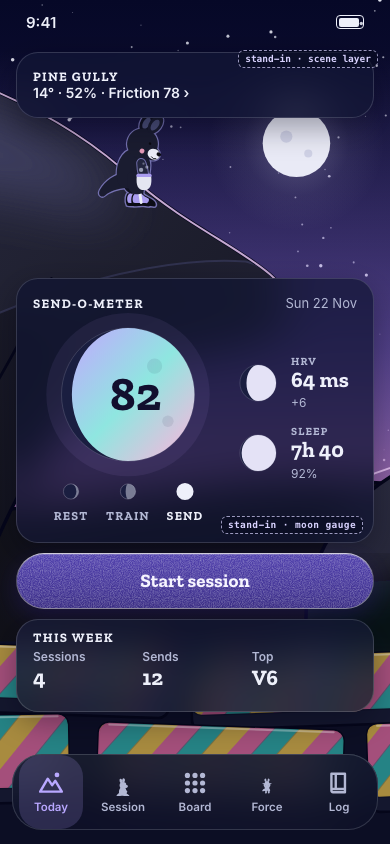 9:41
stand-in · scene layer
PINE GULLY
14° · 52% · Friction 78 ›
SEND-O-METER
Sun 22 Nov
82
HRV
64 ms
+6
SLEEP
7h 40
92%
REST TRAIN SEND
stand-in · moon gauge
Start session
THIS WEEK
Sessions Sends Top
4 12 V6
Today Session Board Force Log